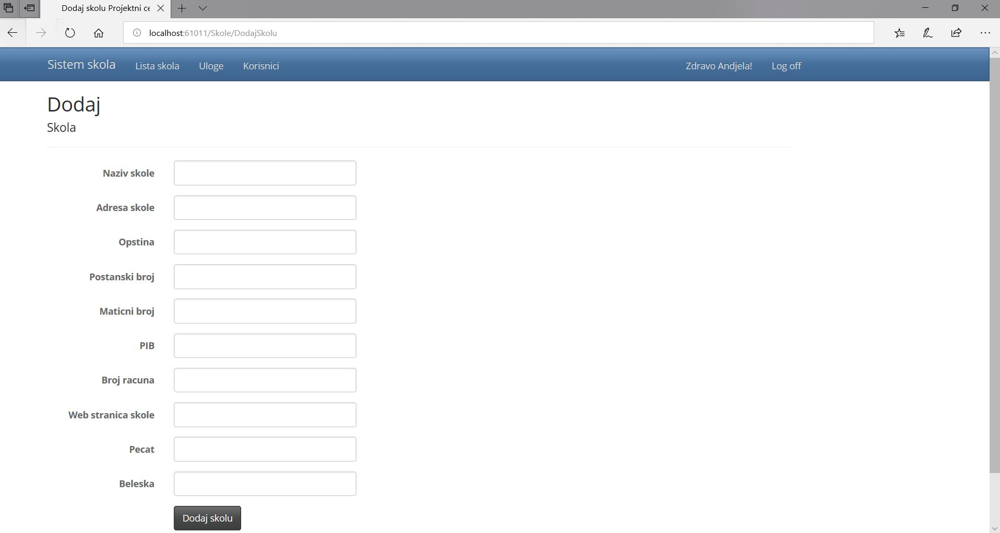 Dodaj skolu Projektni ce
localhost:61011/Skole/DodajSkolu
Sistem skola Lista skola Uloge Korisnici Zdravo Andjela! Log off
Dodaj
Skola
Naziv skole
Adresa skole
Opstina
Postanski broj
Maticni broj
PIB
Broj racuna
Web stranica skole
Pecat
Beleska
Dodaj skolu